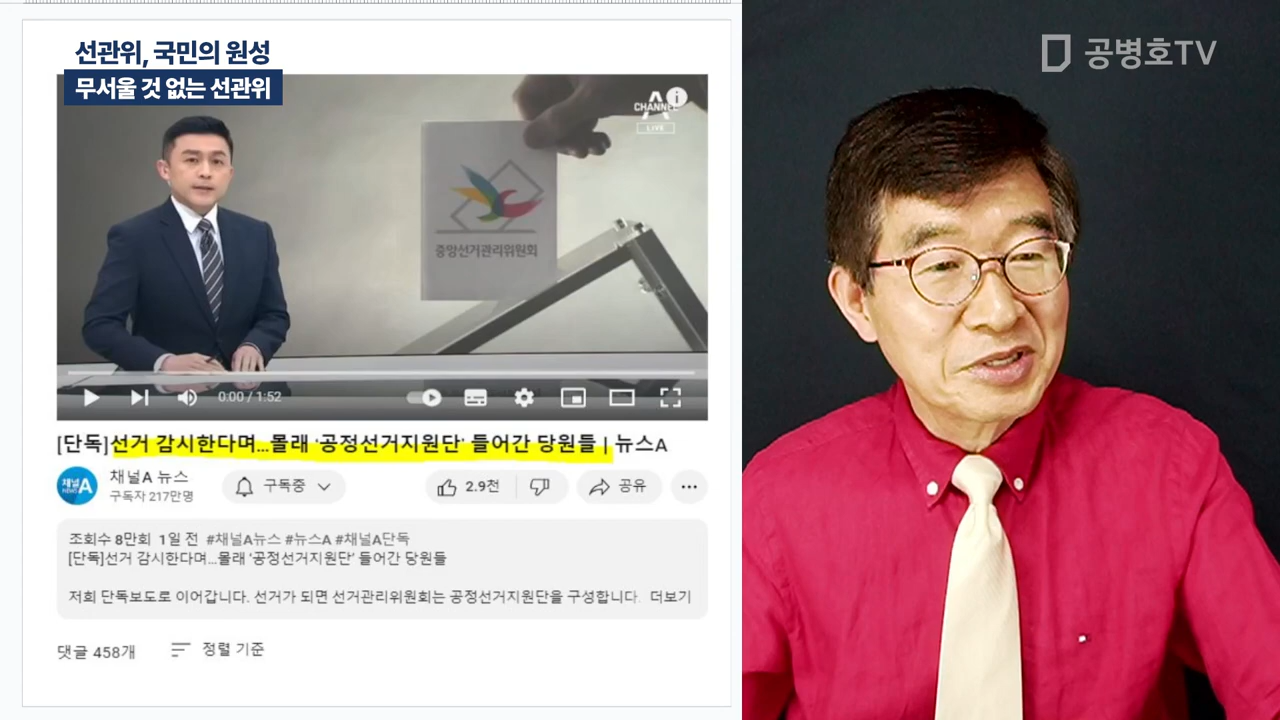 선관위, 국민의 원성
무서울 것 없는 선관위
CHANNEL A
LIVE
중앙선거관리위원회
0:00 / 1:52
[단독]선거 감시한다며...몰래 ‘공정선거지원단’ 들어간 당원들 | 뉴스A
채널A NEWS
채널A 뉴스
구독자 217만명
구독중
2.9천
공유
조회수 8만회 1일 전 #채널A뉴스 #뉴스A #채널A단독
[단독]선거 감시한다며...몰래 ‘공정선거지원단’ 들어간 당원들
저희 단독보도로 이어갑니다. 선거가 되면 선거관리위원회는 공정선거지원단을 구성합니다. 더보기
댓글 458개
정렬 기준
공병호TV